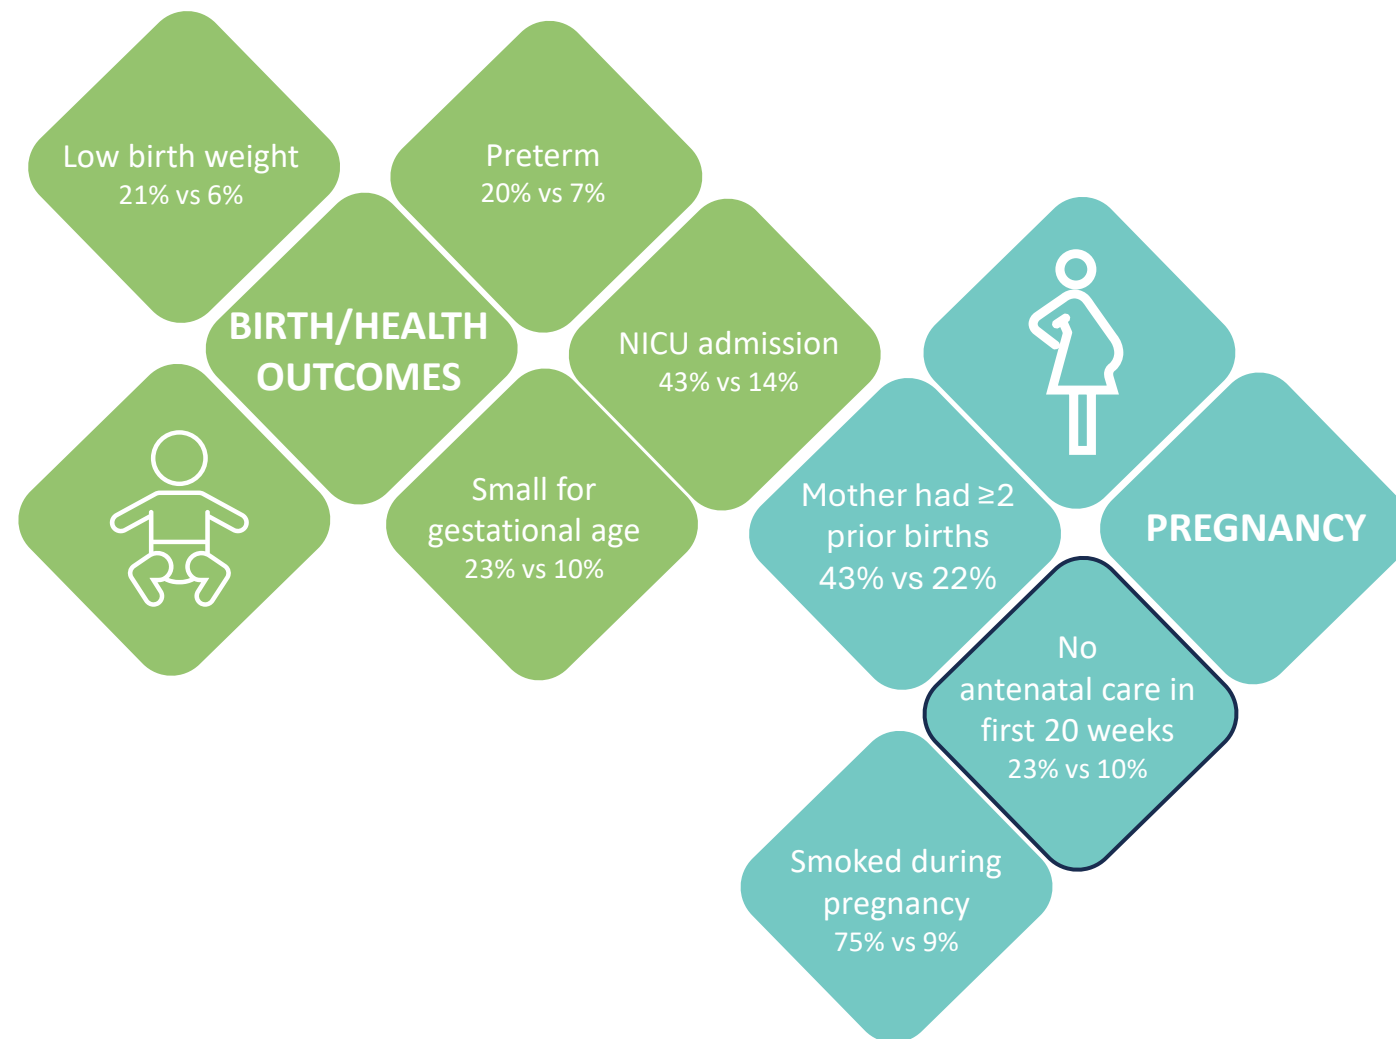 Low birth weight
21% vs 6%
Preterm
20% vs 7%
BIRTH/HEALTH
OUTCOMES
NICU admission
43% vs 14%
Small for
gestational age
23% vs 10%
Mother had ≥2
prior births
43% vs 22%
PREGNANCY
No
antenatal care in
first 20 weeks
23% vs 10%
Smoked during
pregnancy
75% vs 9%